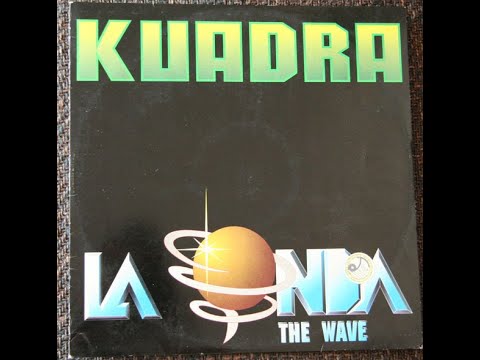 KUADRA
LA ONDA
THE WAVE